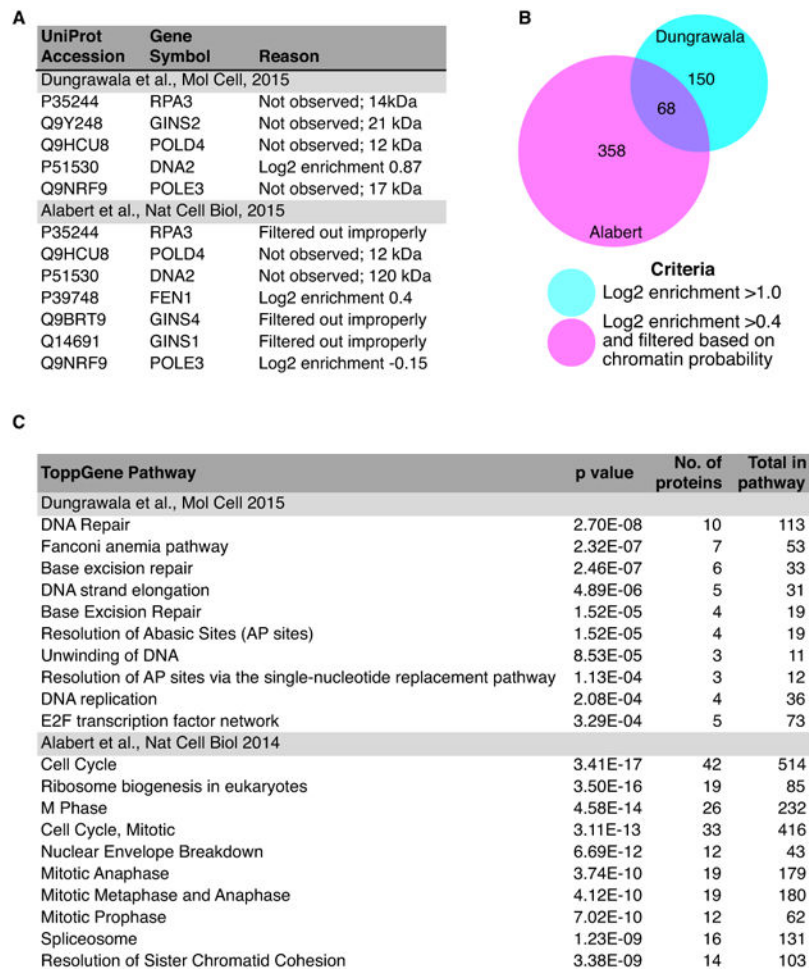 A
UniProt Accession Gene Symbol Reason
Dungrawala et al., Mol Cell, 2015
P35244 RPA3 Not observed; 14kDa
Q9Y248 GINS2 Not observed; 21 kDa
Q9HCU8 POLD4 Not observed; 12 kDa
P51530 DNA2 Log2 enrichment 0.87
Q9NRF9 POLE3 Not observed; 17 kDa
Alabert et al., Nat Cell Biol, 2015
P35244 RPA3 Filtered out improperly
Q9HCU8 POLD4 Not observed; 12 kDa
P51530 DNA2 Not observed; 120 kDa
P39748 FEN1 Log2 enrichment 0.4
Q9BRT9 GINS4 Filtered out improperly
Q14691 GINS1 Filtered out improperly
Q9NRF9 POLE3 Log2 enrichment -0.15
B
Dungrawala
150
68
358
Alabert
Criteria
Log2 enrichment >1.0
Log2 enrichment >0.4
and filtered based on
chromatin probability
C
ToppGene Pathway p value No. of proteins Total in pathway
Dungrawala et al., Mol Cell 2015
DNA Repair 2.70E-08 10 113
Fanconi anemia pathway 2.32E-07 7 53
Base excision repair 2.46E-07 6 33
DNA strand elongation 4.89E-06 5 31
Base Excision Repair 1.52E-05 4 19
Resolution of Abasic Sites (AP sites) 1.52E-05 4 19
Unwinding of DNA 8.53E-05 3 11
Resolution of AP sites via the single-nucleotide replacement pathway 1.13E-04 3 12
DNA replication 2.08E-04 4 36
E2F transcription factor network 3.29E-04 5 73
Alabert et al., Nat Cell Biol 2014
Cell Cycle 3.41E-17 42 514
Ribosome biogenesis in eukaryotes 3.50E-16 19 85
M Phase 4.58E-14 26 232
Cell Cycle, Mitotic 3.11E-13 33 416
Nuclear Envelope Breakdown 6.69E-12 12 43
Mitotic Anaphase 3.74E-10 19 179
Mitotic Metaphase and Anaphase 4.12E-10 19 180
Mitotic Prophase 7.02E-10 12 62
Spliceosome 1.23E-09 16 131
Resolution of Sister Chromatid Cohesion 3.38E-09 14 103